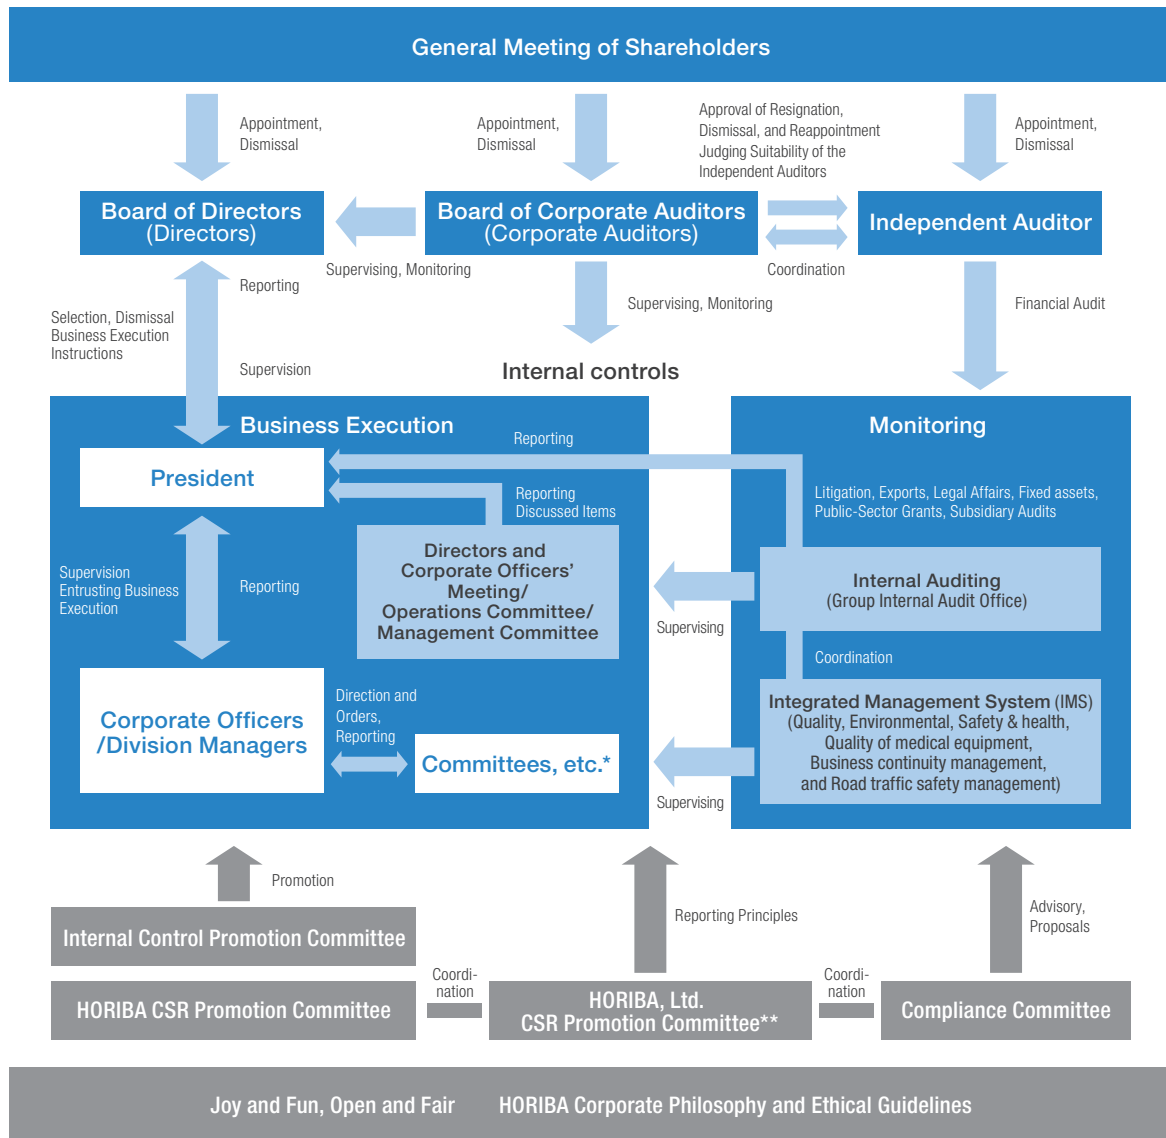 General Meeting of Shareholders
Appointment,
Dismissal
Appointment,
Dismissal
Approval of Resignation,
Dismissal, and Reappointment
Judging Suitability of the
Independent Auditors
Appointment,
Dismissal
Board of Directors
(Directors)
Board of Corporate Auditors
(Corporate Auditors)
Independent Auditor
Supervising, Monitoring
Coordination
Reporting
Selection, Dismissal
Business Execution
Instructions
Supervision
Supervising, Monitoring
Financial Audit
Internal controls
Business Execution
Monitoring
Reporting
President
Reporting
Discussed Items
Litigation, Exports, Legal Affairs, Fixed assets,
Public-Sector Grants, Subsidiary Audits
Directors and
Corporate Officers’
Meeting/
Operations Committee/
Management Committee
Internal Auditing
(Group Internal Audit Office)
Supervision
Entrusting Business
Execution
Reporting
Supervising
Coordination
Corporate Officers
/Division Managers
Direction and
Orders,
Reporting
Committees, etc.*
Integrated Management System (IMS)
(Quality, Environmental, Safety & health,
Quality of medical equipment,
Business continuity management,
and Road traffic safety management)
Supervising
Promotion
Reporting Principles
Advisory,
Proposals
Internal Control Promotion Committee
HORIBA CSR Promotion Committee
Coordi-
nation
HORIBA, Ltd.
CSR Promotion Committee**
Coordi-
nation
Compliance Committee
Joy and Fun, Open and Fair HORIBA Corporate Philosophy and Ethical Guidelines